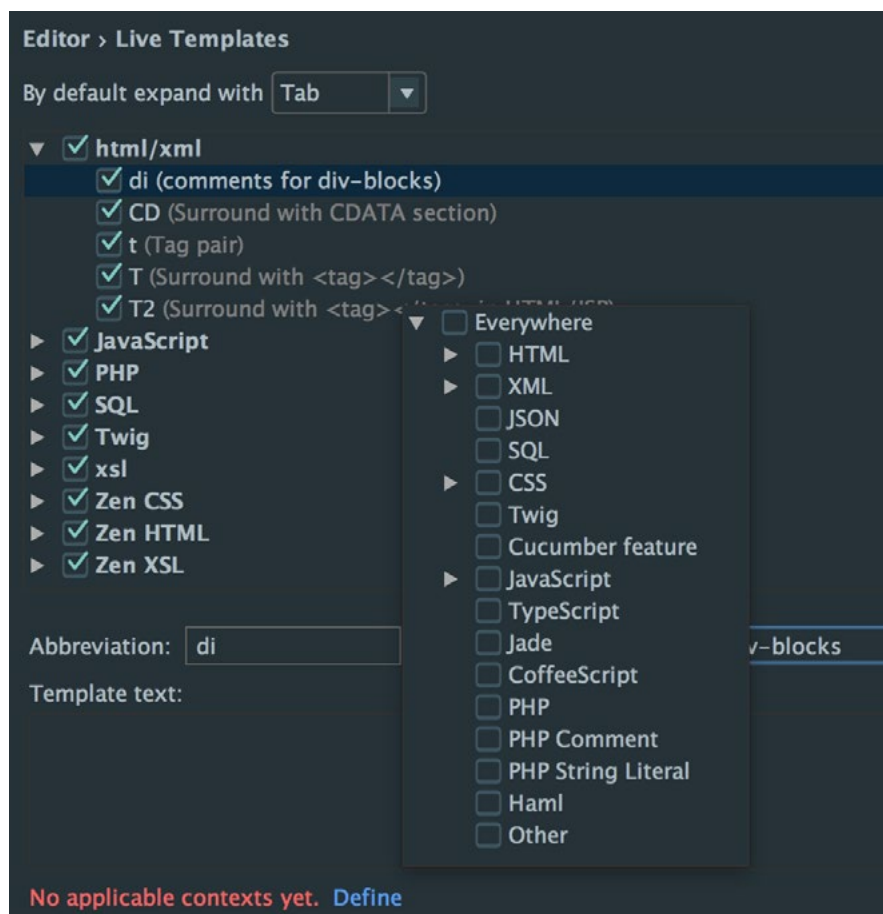 Editor › Live Templates
By default expand with Tab
html/xml
di (comments for div-blocks)
CD (Surround with CDATA section)
t (Tag pair)
T (Surround with <tag></tag>)
T2 (Surround with <tag>
JavaScript
PHP
SQL
Twig
xsl
Zen CSS
Zen HTML
Zen XSL
Everywhere
HTML
XML
JSON
SQL
CSS
Twig
Cucumber feature
JavaScript
TypeScript
Jade
CoffeeScript
PHP
PHP Comment
PHP String Literal
Haml
Other
Abbreviation: di
v-blocks
Template text:
No applicable contexts yet. Define